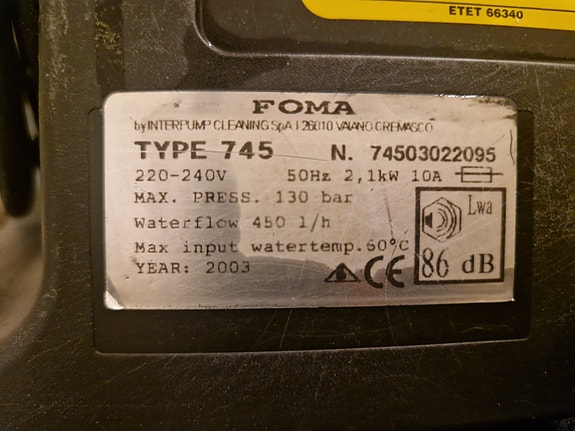 ETET 66340
FOMA
by INTERPUMP CLEANING SpA I-26010 VAIANO CREMASCO
TYPE 745 N. 74503022095
220-240V 50Hz 2,1kW 10A
MAX. PRESS. 130 bar
Waterflow 450 l/h
Max input watertemp.60°C
YEAR: 2003
CE
Lwa
86 dB